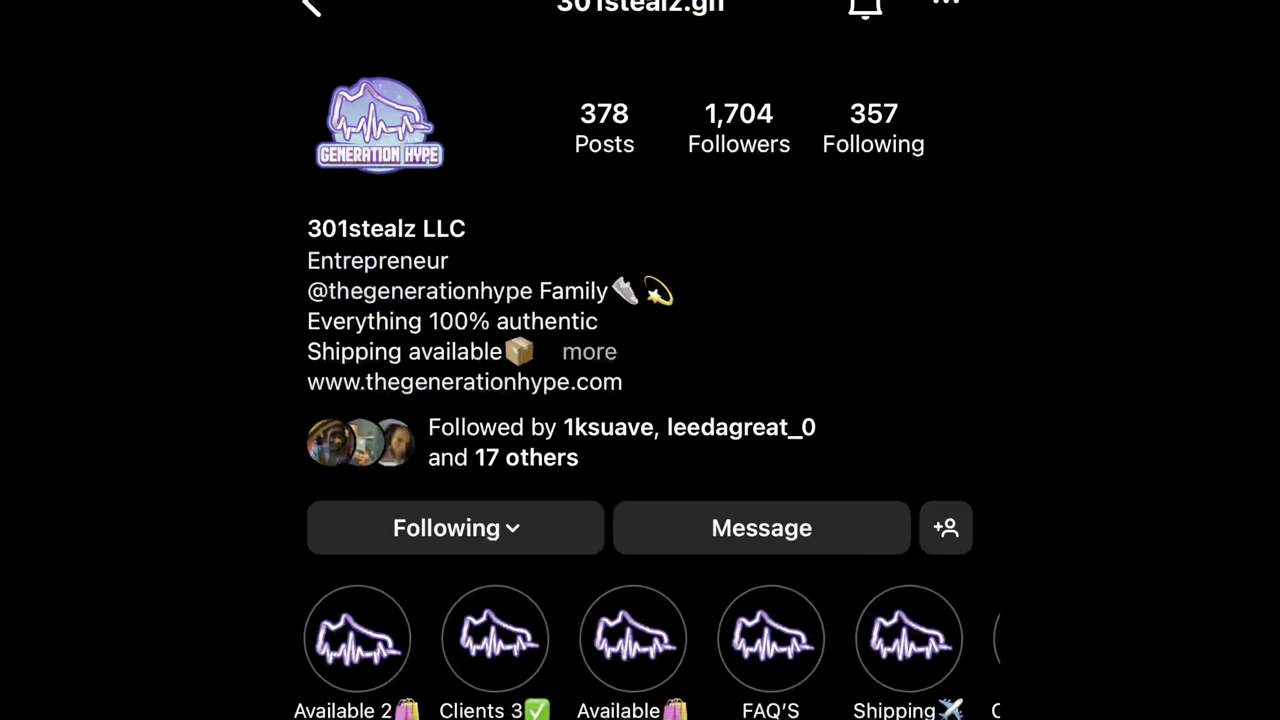 301stealz.gh
378 1,704 357
Posts Followers Following
GENERATION HYPE
301stealz LLC
Entrepreneur
@thegenerationhype Family👟💫
Everything 100% authentic
Shipping available📦 more
www.thegenerationhype.com
Followed by 1ksuave, leedagreat_0
and 17 others
Following Message
Available 2🛍️ Clients 3✅ Available🛍️ FAQ'S Shipping✈️